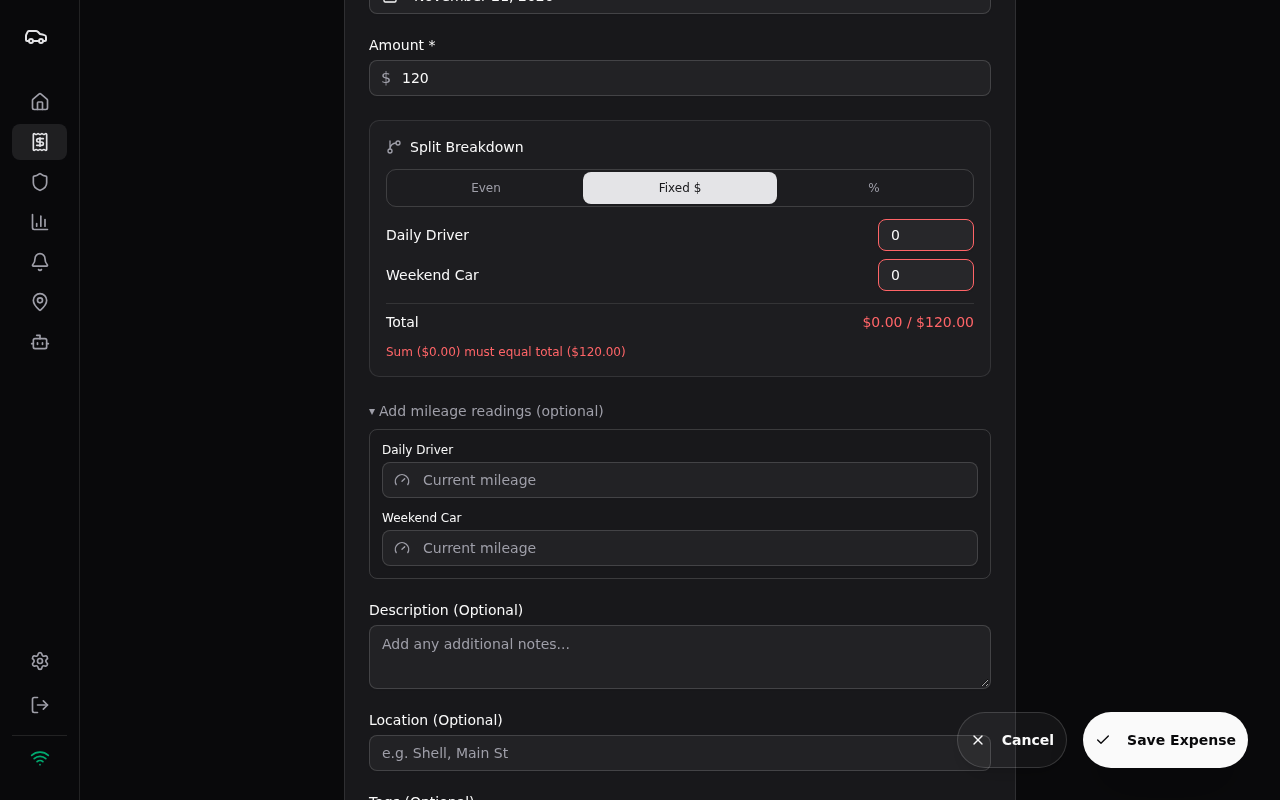 Amount *
$ 120
Split Breakdown
Even
Fixed $
%
Daily Driver
0
Weekend Car
0
Total
$0.00 / $120.00
Sum ($0.00) must equal total ($120.00)
▾ Add mileage readings (optional)
Daily Driver
Current mileage
Weekend Car
Current mileage
Description (Optional)
Add any additional notes...
Location (Optional)
e.g. Shell, Main St
Cancel
Save Expense
Tags (Optional)